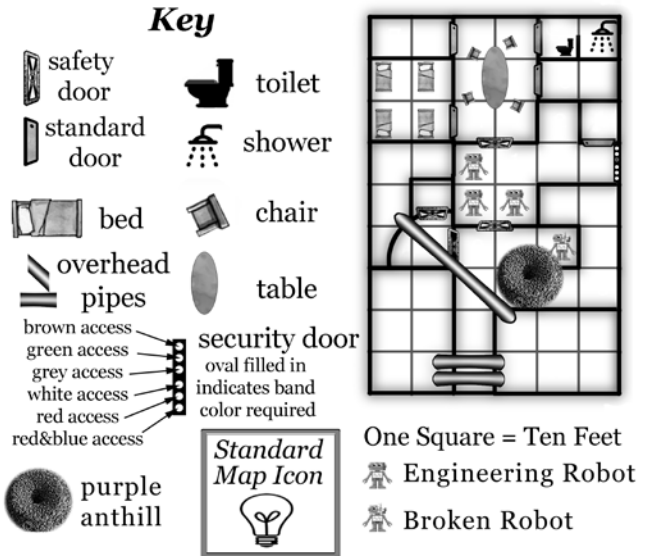 Key
safety
door
toilet
standard
door
shower
bed
chair
overhead
pipes
table
brown access
green access
grey access
white access
red access
red&blue access
security door
oval filled in
indicates band
color required
purple
anthill
Standard
Map Icon
One Square = Ten Feet
Engineering Robot
Broken Robot